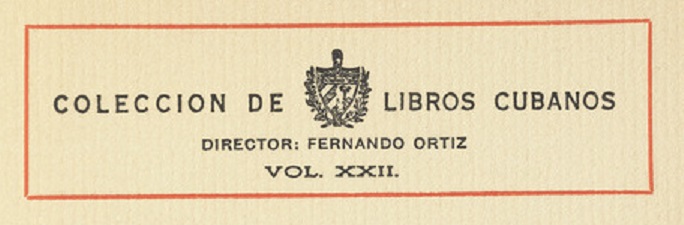 COLECCION DE LIBROS CUBANOS
DIRECTOR: FERNANDO ORTIZ
VOL. XXII.